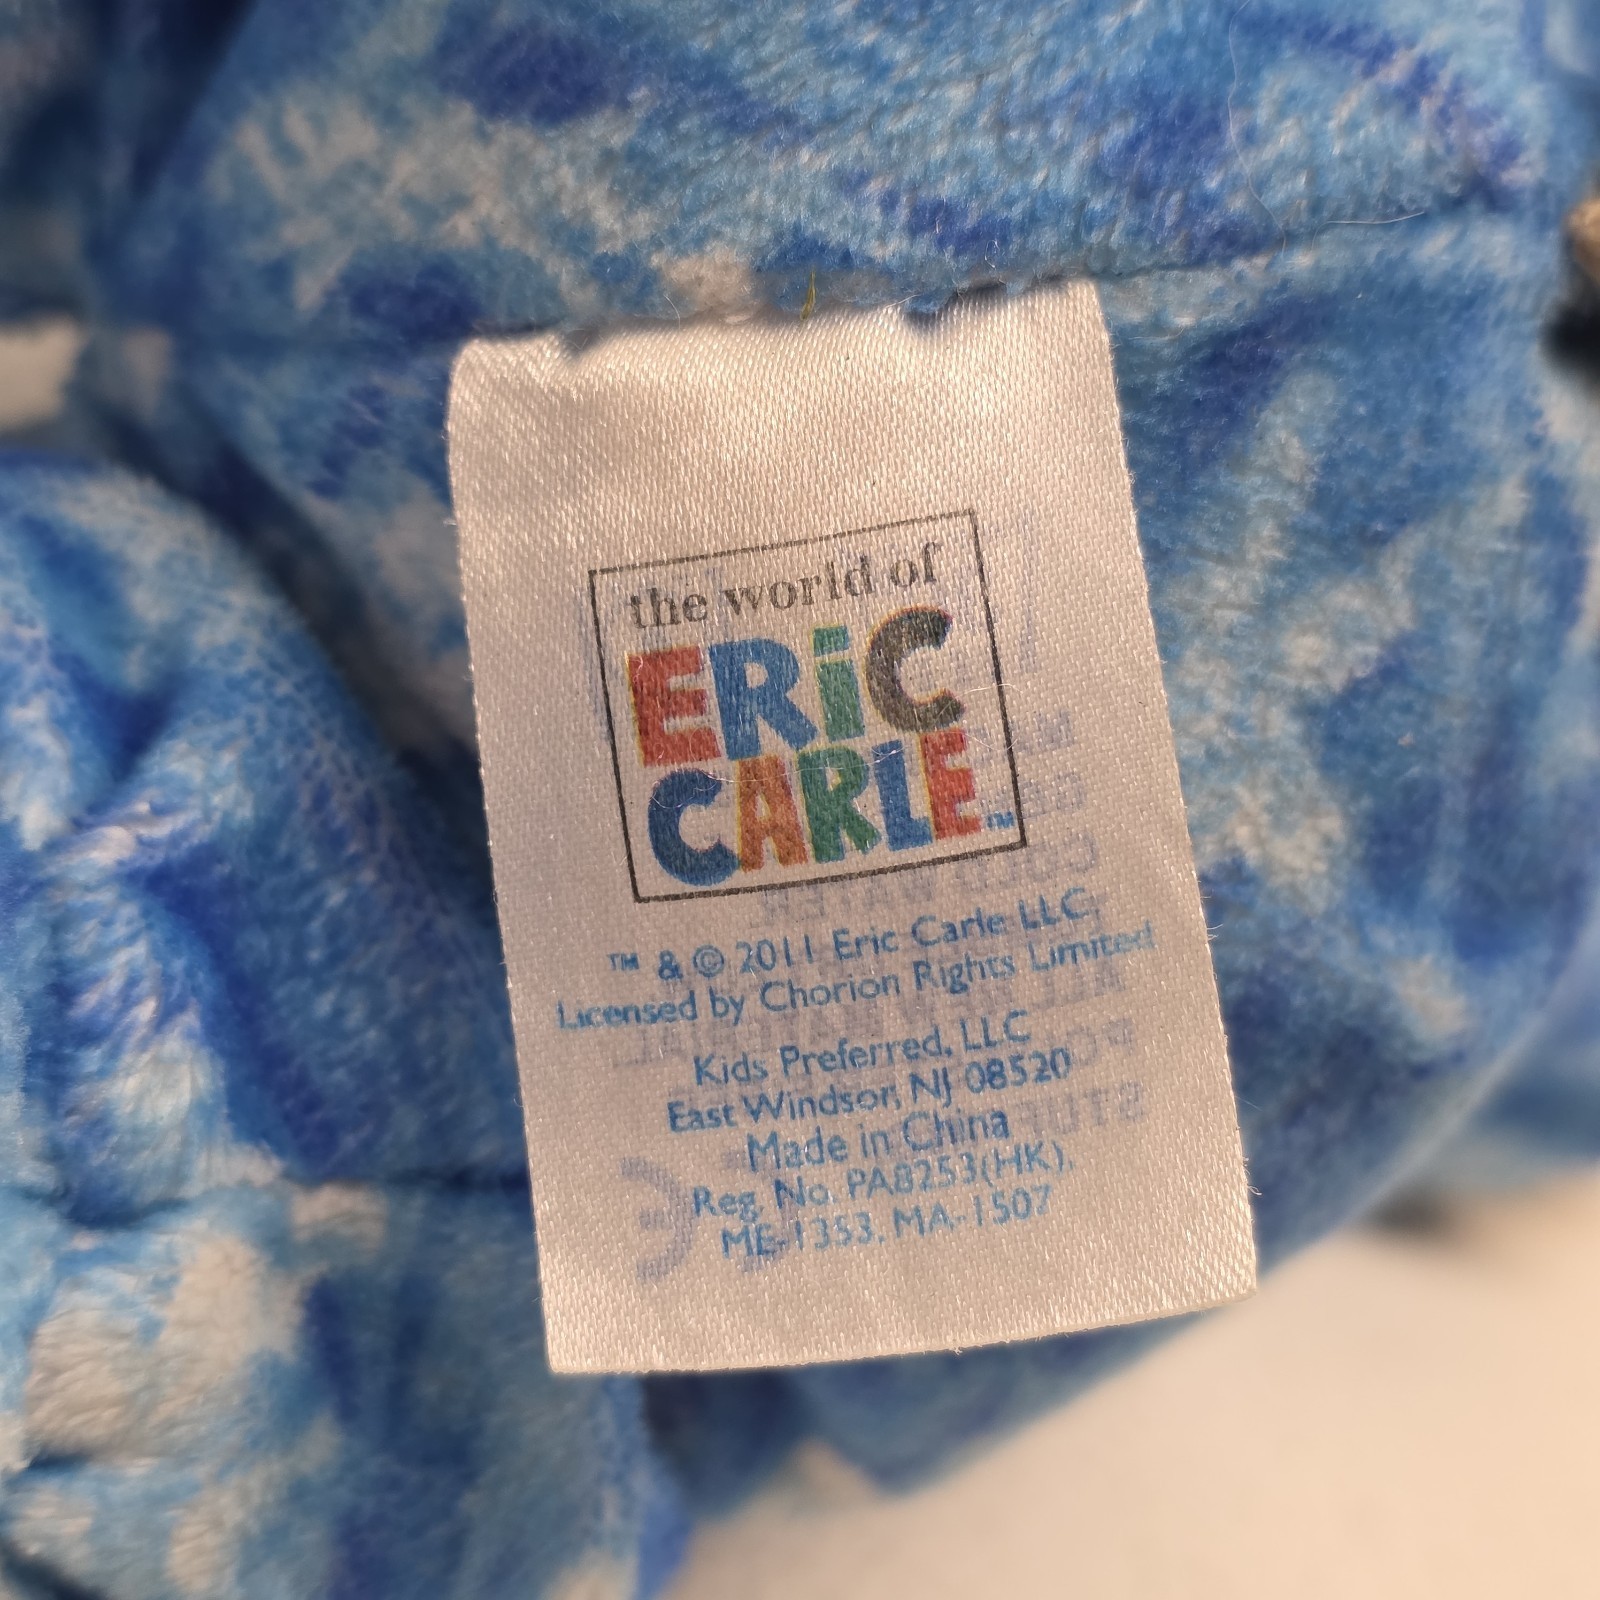 the world of
ERiC
CARLE™
™ & © 2011 Eric Carle LLC,
Licensed by Chorion Rights Limited
Kids Preferred, LLC
East Windsor, NJ 08520
Made in China
Reg. No. PA8253(HK),
ME-1353, MA-1507